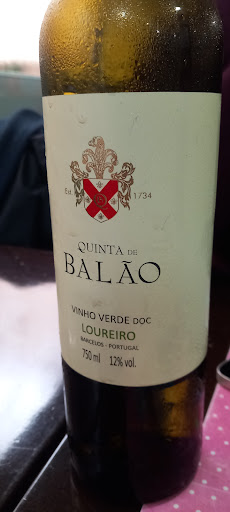 Est. 1734
QUINTA DE
BALÃO
VINHO VERDE DOC
LOUREIRO
BARCELOS - PORTUGAL
750 ml 12% vol.